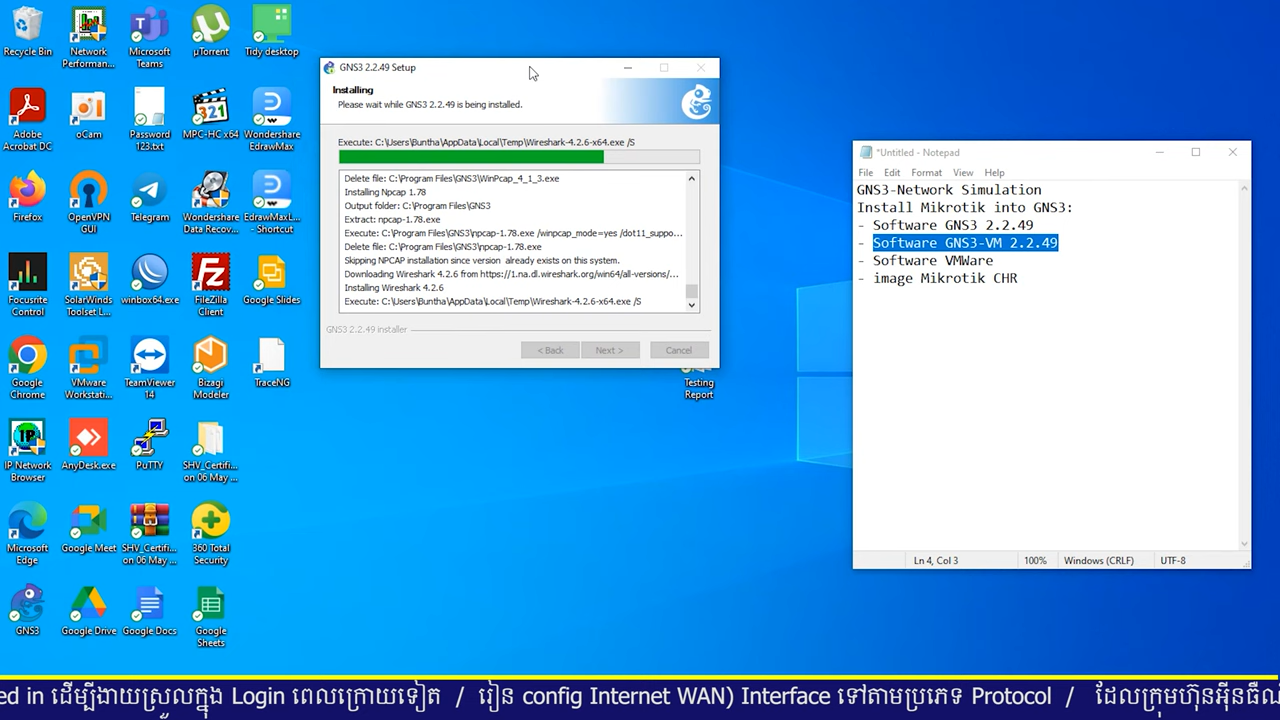 Recycle Bin
Network
Performan...
Microsoft
Teams
µTorrent
Tidy desktop
Adobe
Acrobat DC
oCam
Password
123.txt
MPC-HC x64
Wondershare
EdrawMax
Firefox
OpenVPN
GUI
Telegram
Wondershare
Data Recov...
EdrawMaxL...
- Shortcut
Focusrite
Control
SolarWinds
Toolset L...
winbox64.exe
FileZilla
Client
Google Slides
Google
Chrome
VMware
Workstati...
TeamViewer
14
Bizagi
Modeler
TraceNG
IP Network
Browser
AnyDesk.exe
PuTTY
SHV_Certifi...
on 06 May ...
Microsoft
Edge
Google Meet
SHV_Certifi...
on 06 May ...
360 Total
Security
GNS3
Google Drive
Google Docs
Google
Sheets
Testing
Report
GNS3 2.2.49 Setup
Installing
Please wait while GNS3 2.2.49 is being installed.
Execute: C:\Users\Buntha\AppData\Local\Temp\Wireshark-4.2.6-x64.exe /S
Delete file: C:\Program Files\GNS3\WinPcap_4_1_3.exe
Installing Npcap 1.78
Output folder: C:\Program Files\GNS3
Extract: npcap-1.78.exe
Execute: C:\Program Files\GNS3\npcap-1.78.exe /winpcap_mode=yes /dot11_suppo...
Delete file: C:\Program Files\GNS3\npcap-1.78.exe
Skipping NPCAP installation since version  already exists on this system.
Downloading Wireshark 4.2.6 from https://1.na.dl.wireshark.org/win64/all-versions/...
Installing Wireshark 4.2.6
Execute: C:\Users\Buntha\AppData\Local\Temp\Wireshark-4.2.6-x64.exe /S
GNS3 2.2.49 installer
< Back
Next >
Cancel
*Untitled - Notepad
File Edit Format View Help
GNS3-Network Simulation
Install Mikrotik into GNS3:
- Software GNS3 2.2.49
- Software GNS3-VM 2.2.49
- Software VMWare
- image Mikrotik CHR
Ln 4, Col 3 100% Windows (CRLF) UTF-8
ed in ដើម្បីងាយស្រួលក្នុង Login ពេលក្រោយទៀត / រៀន config Internet WAN) Interface ទៅតាមប្រភេទ Protocol / ដែលក្រុមហ៊ុនអ៊ីនធឺណ